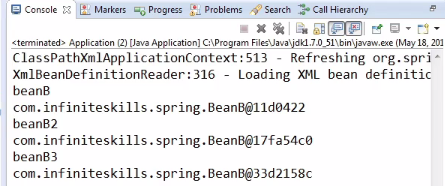 Console Markers Progress Problems Search Call Hierarchy
<terminated> Application (2) [Java Application] C:\Program Files\Java\jdk1.7.0_51\bin\javaw.exe (May 18, 201
ClassPathXmlApplicationContext:513 - Refreshing org.spri
XmlBeanDefinitionReader:316 - Loading XML bean definitic
beanB
com.infiniteskills.spring.BeanB@11d0422
beanB2
com.infiniteskills.spring.BeanB@17fa54c0
beanB3
com.infiniteskills.spring.BeanB@33d2158c